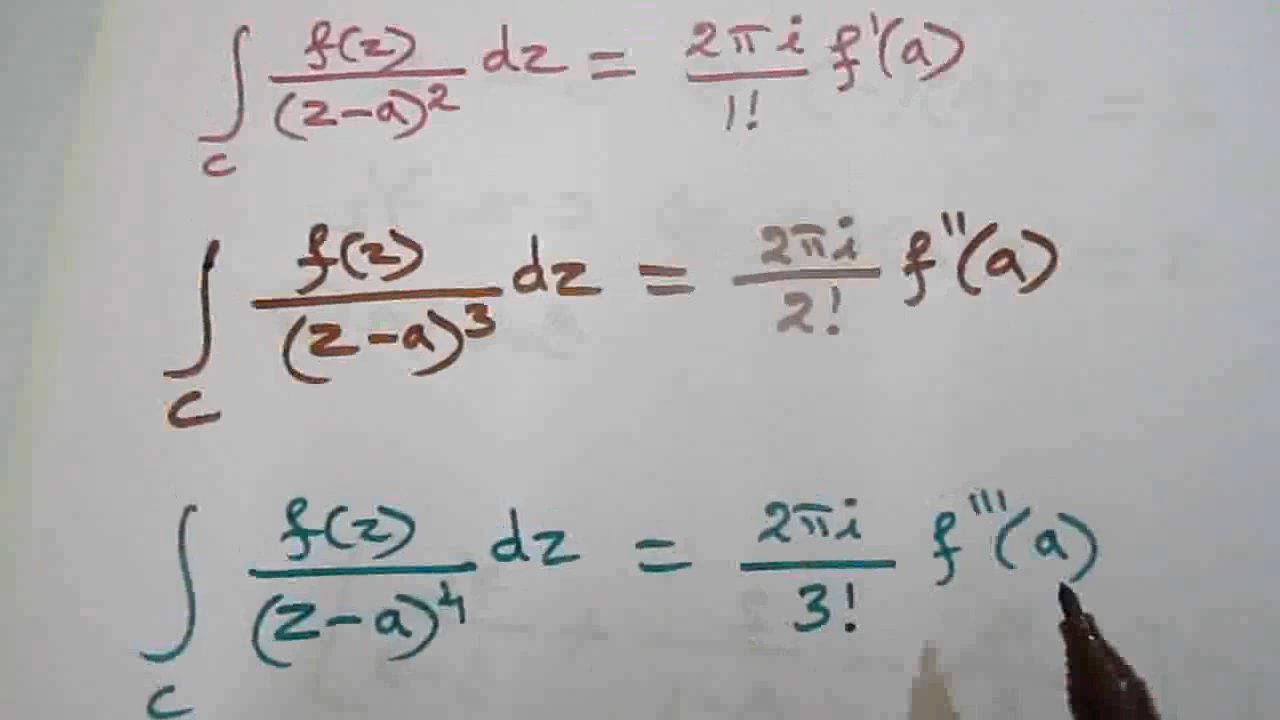 ∫_C f(z)/(z-a)² dz = 2πi/1! f'(a)
∫_C f(z)/(z-a)³ dz = 2πi/2! f''(a)
∫_C f(z)/(z-a)⁴ dz = 2πi/3! f'''(a)